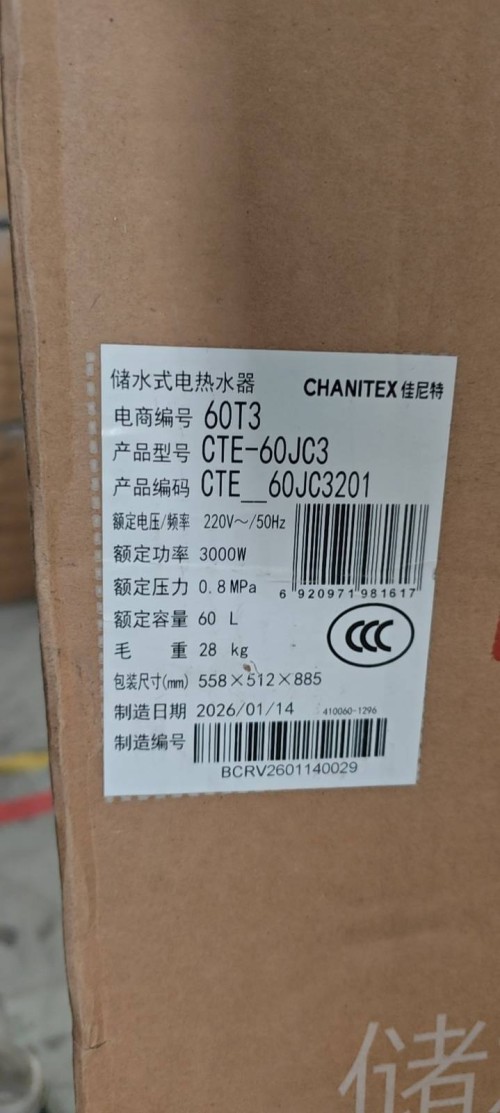 储水式电热水器 CHANITEX 佳尼特
电商编号 60T3
产品型号 CTE-60JC3
产品编码 CTE__60JC3201
额定电压/频率 220V～/50Hz
额定功率 3000W
额定压力 0.8MPa
6 920971 981617
额定容量 60 L
毛 重 28 kg
CCC
包装尺寸(mm) 558×512×885
制造日期 2026/01/14 410060-1296
制造编号
BCRV2601140029
储